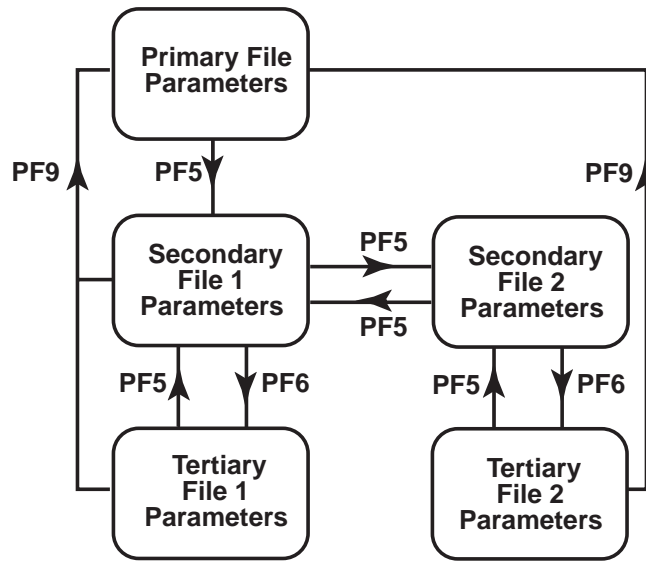 Primary File
Parameters
PF9
PF5
PF9
Secondary
File 1
Parameters
PF5
PF5
Secondary
File 2
Parameters
PF5
PF6
PF5
PF6
Tertiary
File 1
Parameters
Tertiary
File 2
Parameters